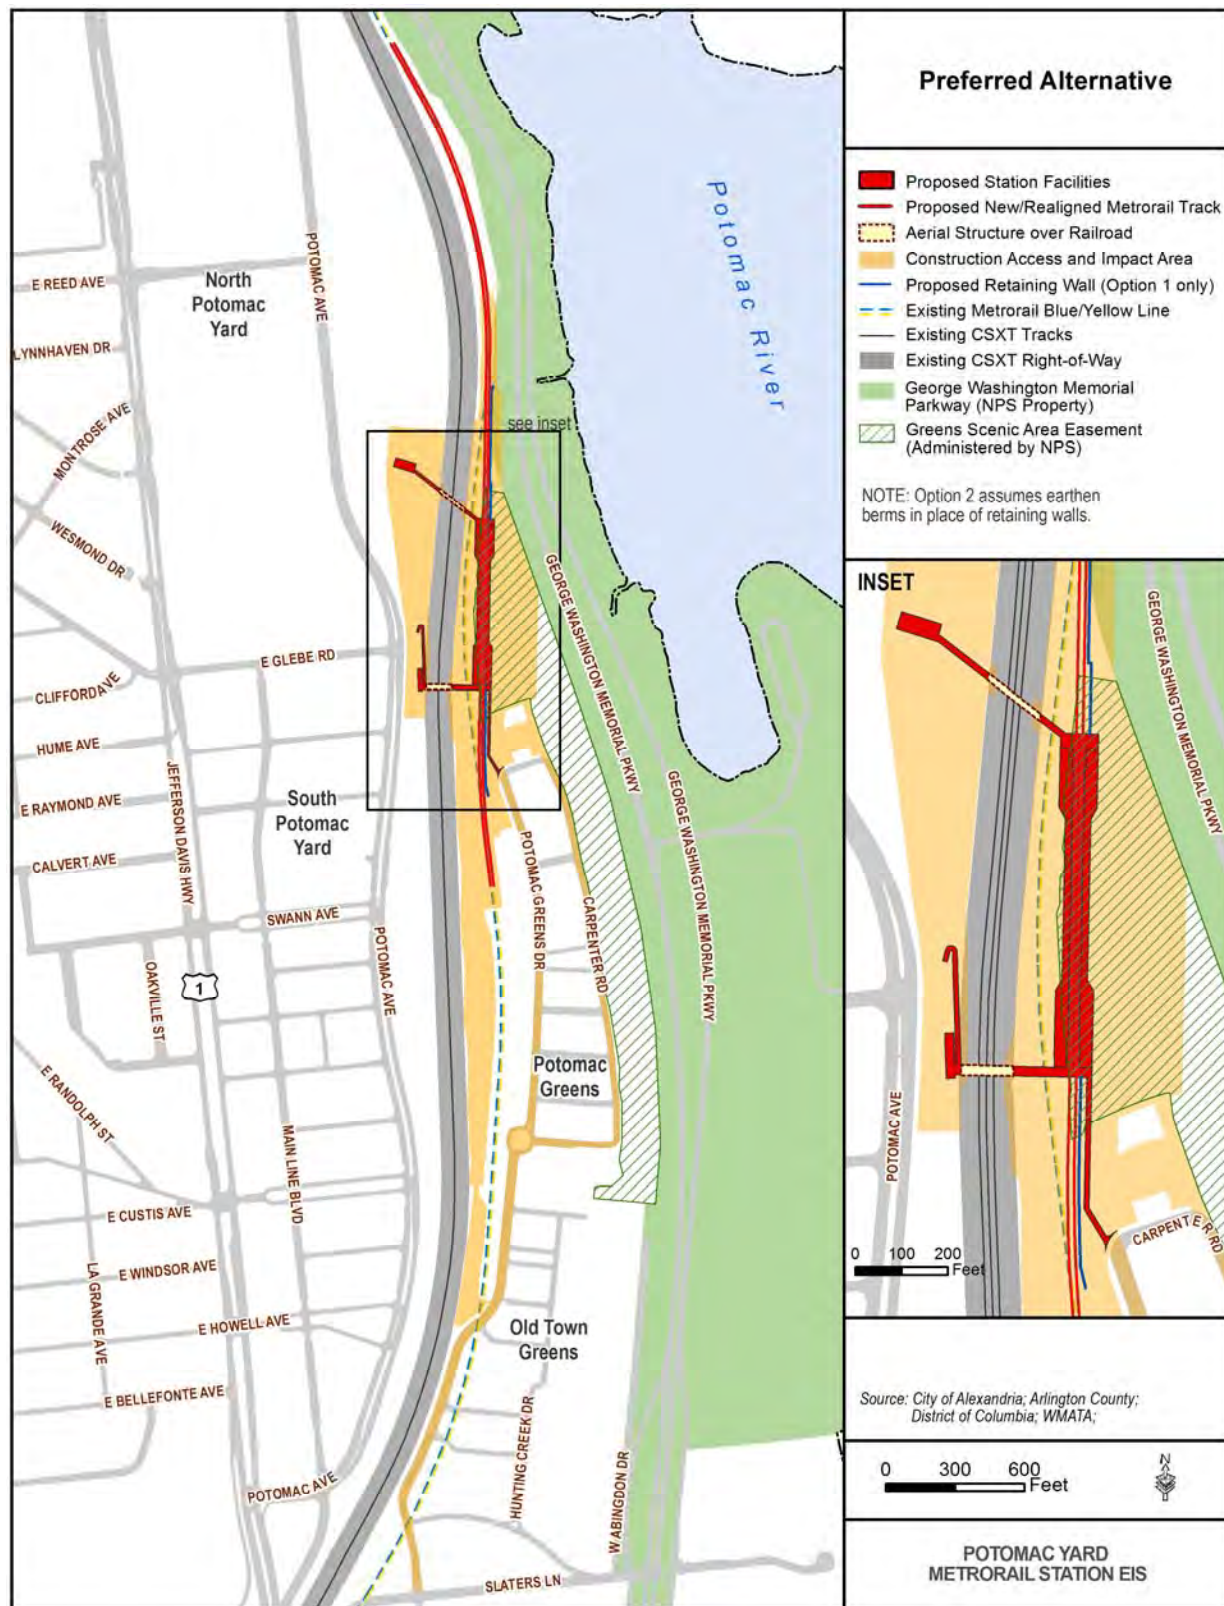 Preferred Alternative
Proposed Station Facilities
Proposed New/Realigned Metrorail Track
Aerial Structure over Railroad
Construction Access and Impact Area
Proposed Retaining Wall (Option 1 only)
Existing Metrorail Blue/Yellow Line
Existing CSXT Tracks
Existing CSXT Right-of-Way
George Washington Memorial
Parkway (NPS Property)
Greens Scenic Area Easement
(Administered by NPS)
NOTE: Option 2 assumes earthen
berms in place of retaining walls.
Potomac River
POTOMAC AVE
E REED AVE
North
Potomac
Yard
LYNNHAVEN DR
MONTROSE AVE
see inset
WESMOND DR
GEORGE WASHINGTON MEMORIAL PKWY
E GLEBE RD
CLIFFORD AVE
HUME AVE
JEFFERSON DAVIS HWY
E RAYMOND AVE
South
Potomac
Yard
GEORGE WASHINGTON MEMORIAL PKWY
CALVERT AVE
POTOMAC GREENS DR
CARPENTER RD
SWANN AVE
POTOMAC AVE
OAKVILLE ST
1
E RANDOLPH ST
Potomac
Greens
MAIN LINE BLVD
E CUSTIS AVE
LA GRANDE AVE
E WINDSOR AVE
E HOWELL AVE
Old Town
Greens
E BELLEFONTE AVE
HUNTING CREEK DR
POTOMAC AVE
W ABINGDON DR
SLATERS LN
INSET
GEORGE WASHINGTON MEMORIAL PKWY
POTOMAC AVE
CARPENTER RD
0 100 200
Feet
Source: City of Alexandria; Arlington County;
District of Columbia; WMATA;
0 300 600
Feet
N
POTOMAC YARD
METRORAIL STATION EIS